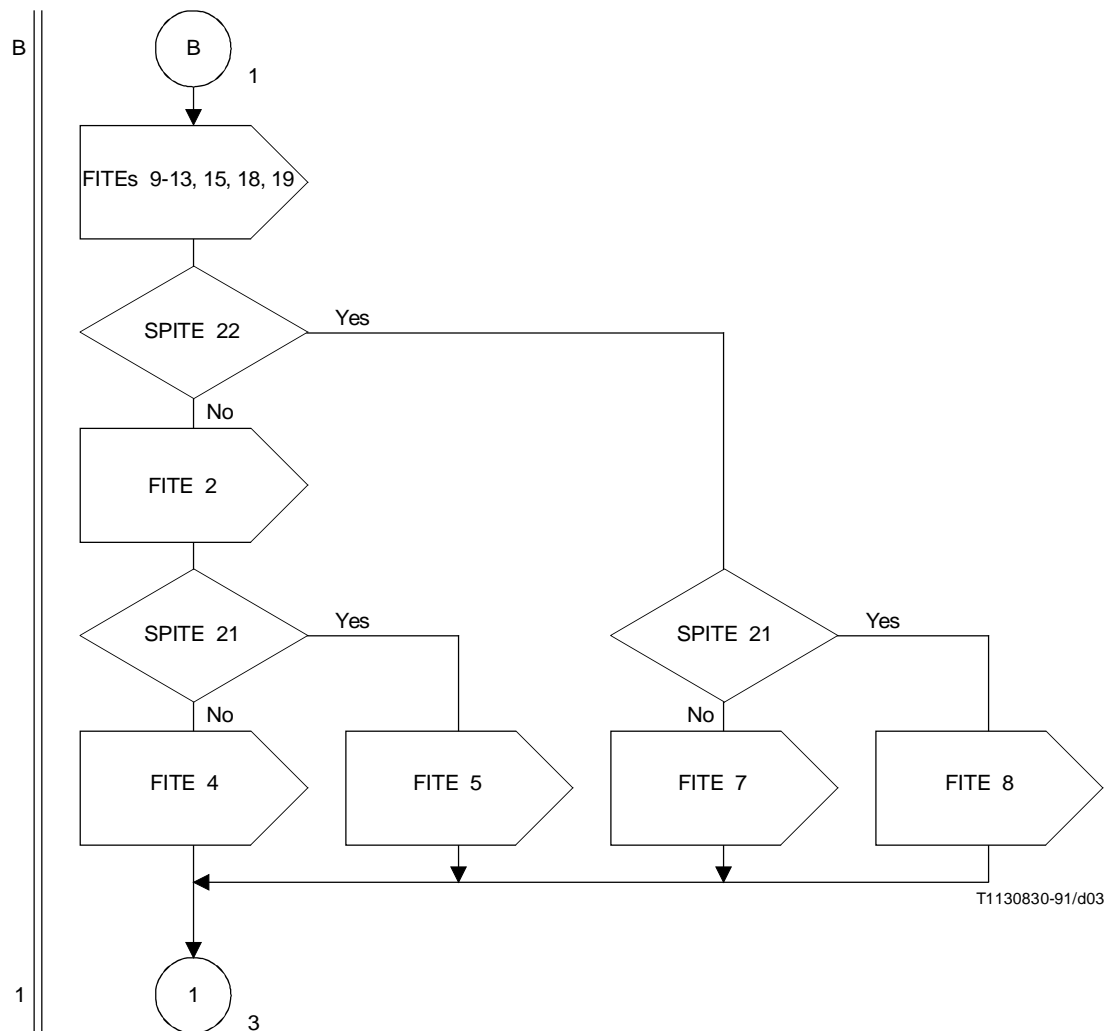 B
B
1
FITEs 9-13, 15, 18, 19
SPITE 22
Yes
No
FITE 2
SPITE 21
Yes
SPITE 21
Yes
No
No
FITE 4
FITE 5
FITE 7
FITE 8
T1130830-91/d03
1
1
3